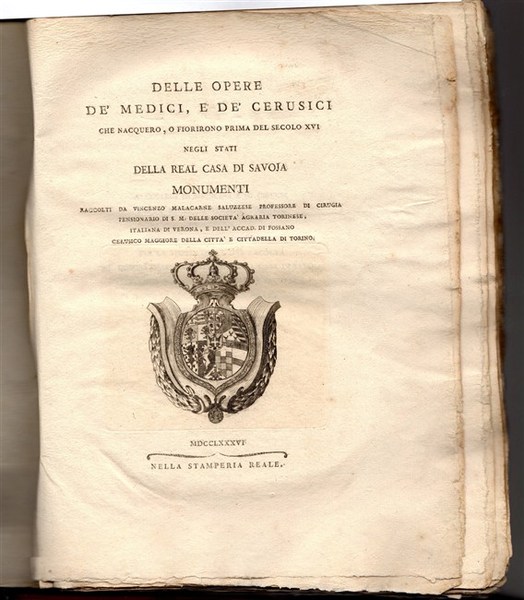 DELLE OPERE
DE' MEDICI, E DE' CERUSICI
CHE NACQUERO, O FIORIRONO PRIMA DEL SECOLO XVI
NEGLI STATI
DELLA REAL CASA DI SAVOJA
MONUMENTI
RACCOLTI DA VINCENZO MALACARNE SALUZZESE PROFESSORE DI CIRUGIA
PENSIONARIO DI S. M. DELLE SOCIETA' AGRARIA TORINESE,
ITALIANA DI VERONA, E DELL' ACCAD. DI FOSSANO
CERUSICO MAGGIORE DELLA CITTA' E CITTADELLA DI TORINO.
MDCCLXXXVI
NELLA STAMPERIA REALE.